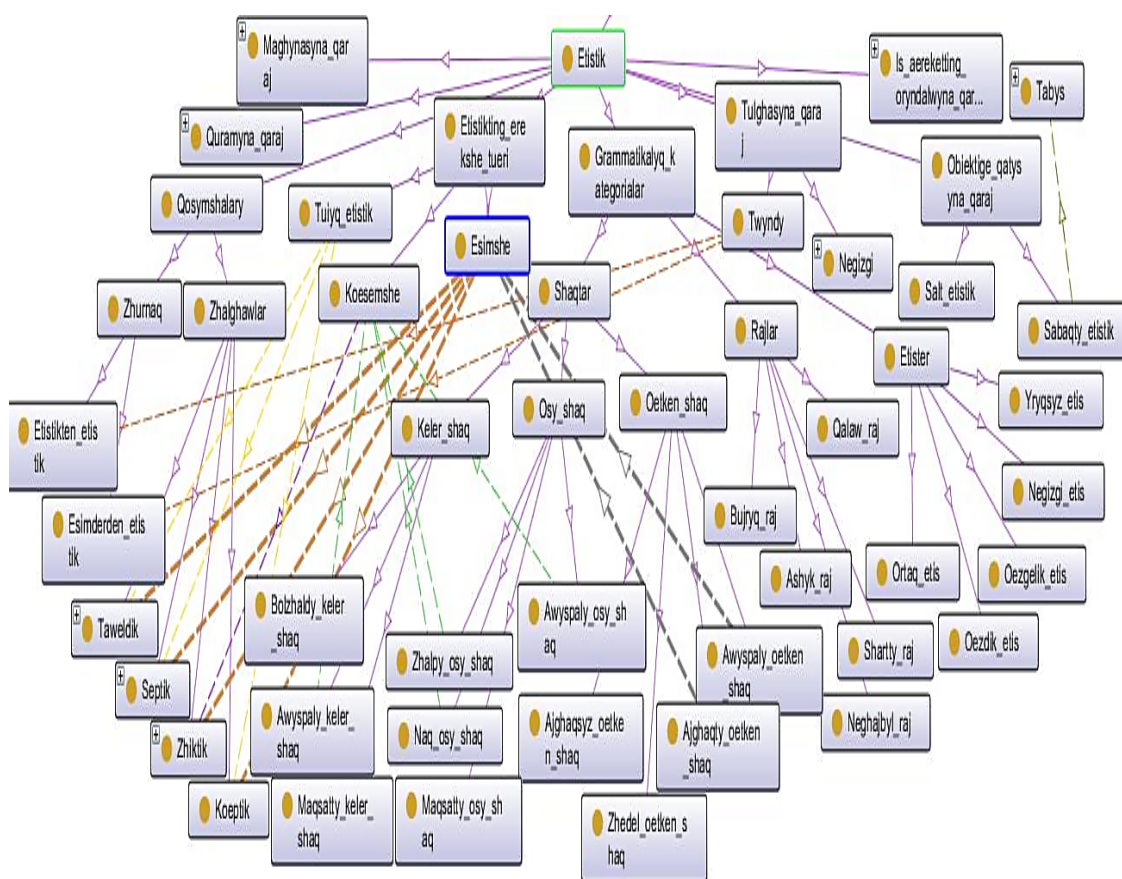 Maghynasyna_qar
aj
Etistik
Is_aereketting_
oryndalwyna_qar...
Tabys
Quramyna_qaraj
Etistikting_ere
kshe_tueri
Grammatikalyq_k
ategorialar
Tulghasyna_qara
j
Obiektige_qatys
yna_qaraj
Qosymshalary
Tuiyq_etistik
Esimshe
Twyndy
Negizgi
Zhurnaq
Zhalghawlar
Koesemshe
Shaqtar
Salt_etistik
Rajlar
Sabaqty_etistik
Etister
Etistikten_etis
tik
Keler_shaq
Osy_shaq
Oetken_shaq
Qalaw_raj
Yryqsyz_etis
Esimderden_etis
tik
Bujryq_raj
Negizgi_etis
Ashyk_raj
Ortaq_etis
Oezgelik_etis
Taweldik
Bolzhaldy_keler
_shaq
Zhalpy_osy_shaq
Awyspaly_osy_sh
aq
Awyspaly_oetken
_shaq
Shartty_raj
Oezdik_etis
Septik
Awyspaly_keler_
shaq
Naq_osy_shaq
Ajghaqsyz_oetke
n_shaq
Ajghaqty_oetken
_shaq
Neghajbyl_raj
Zhiktik
Koeptik
Maqsatty_keler_
shaq
Maqsatty_osy_sh
aq
Zhedel_oetken_s
haq